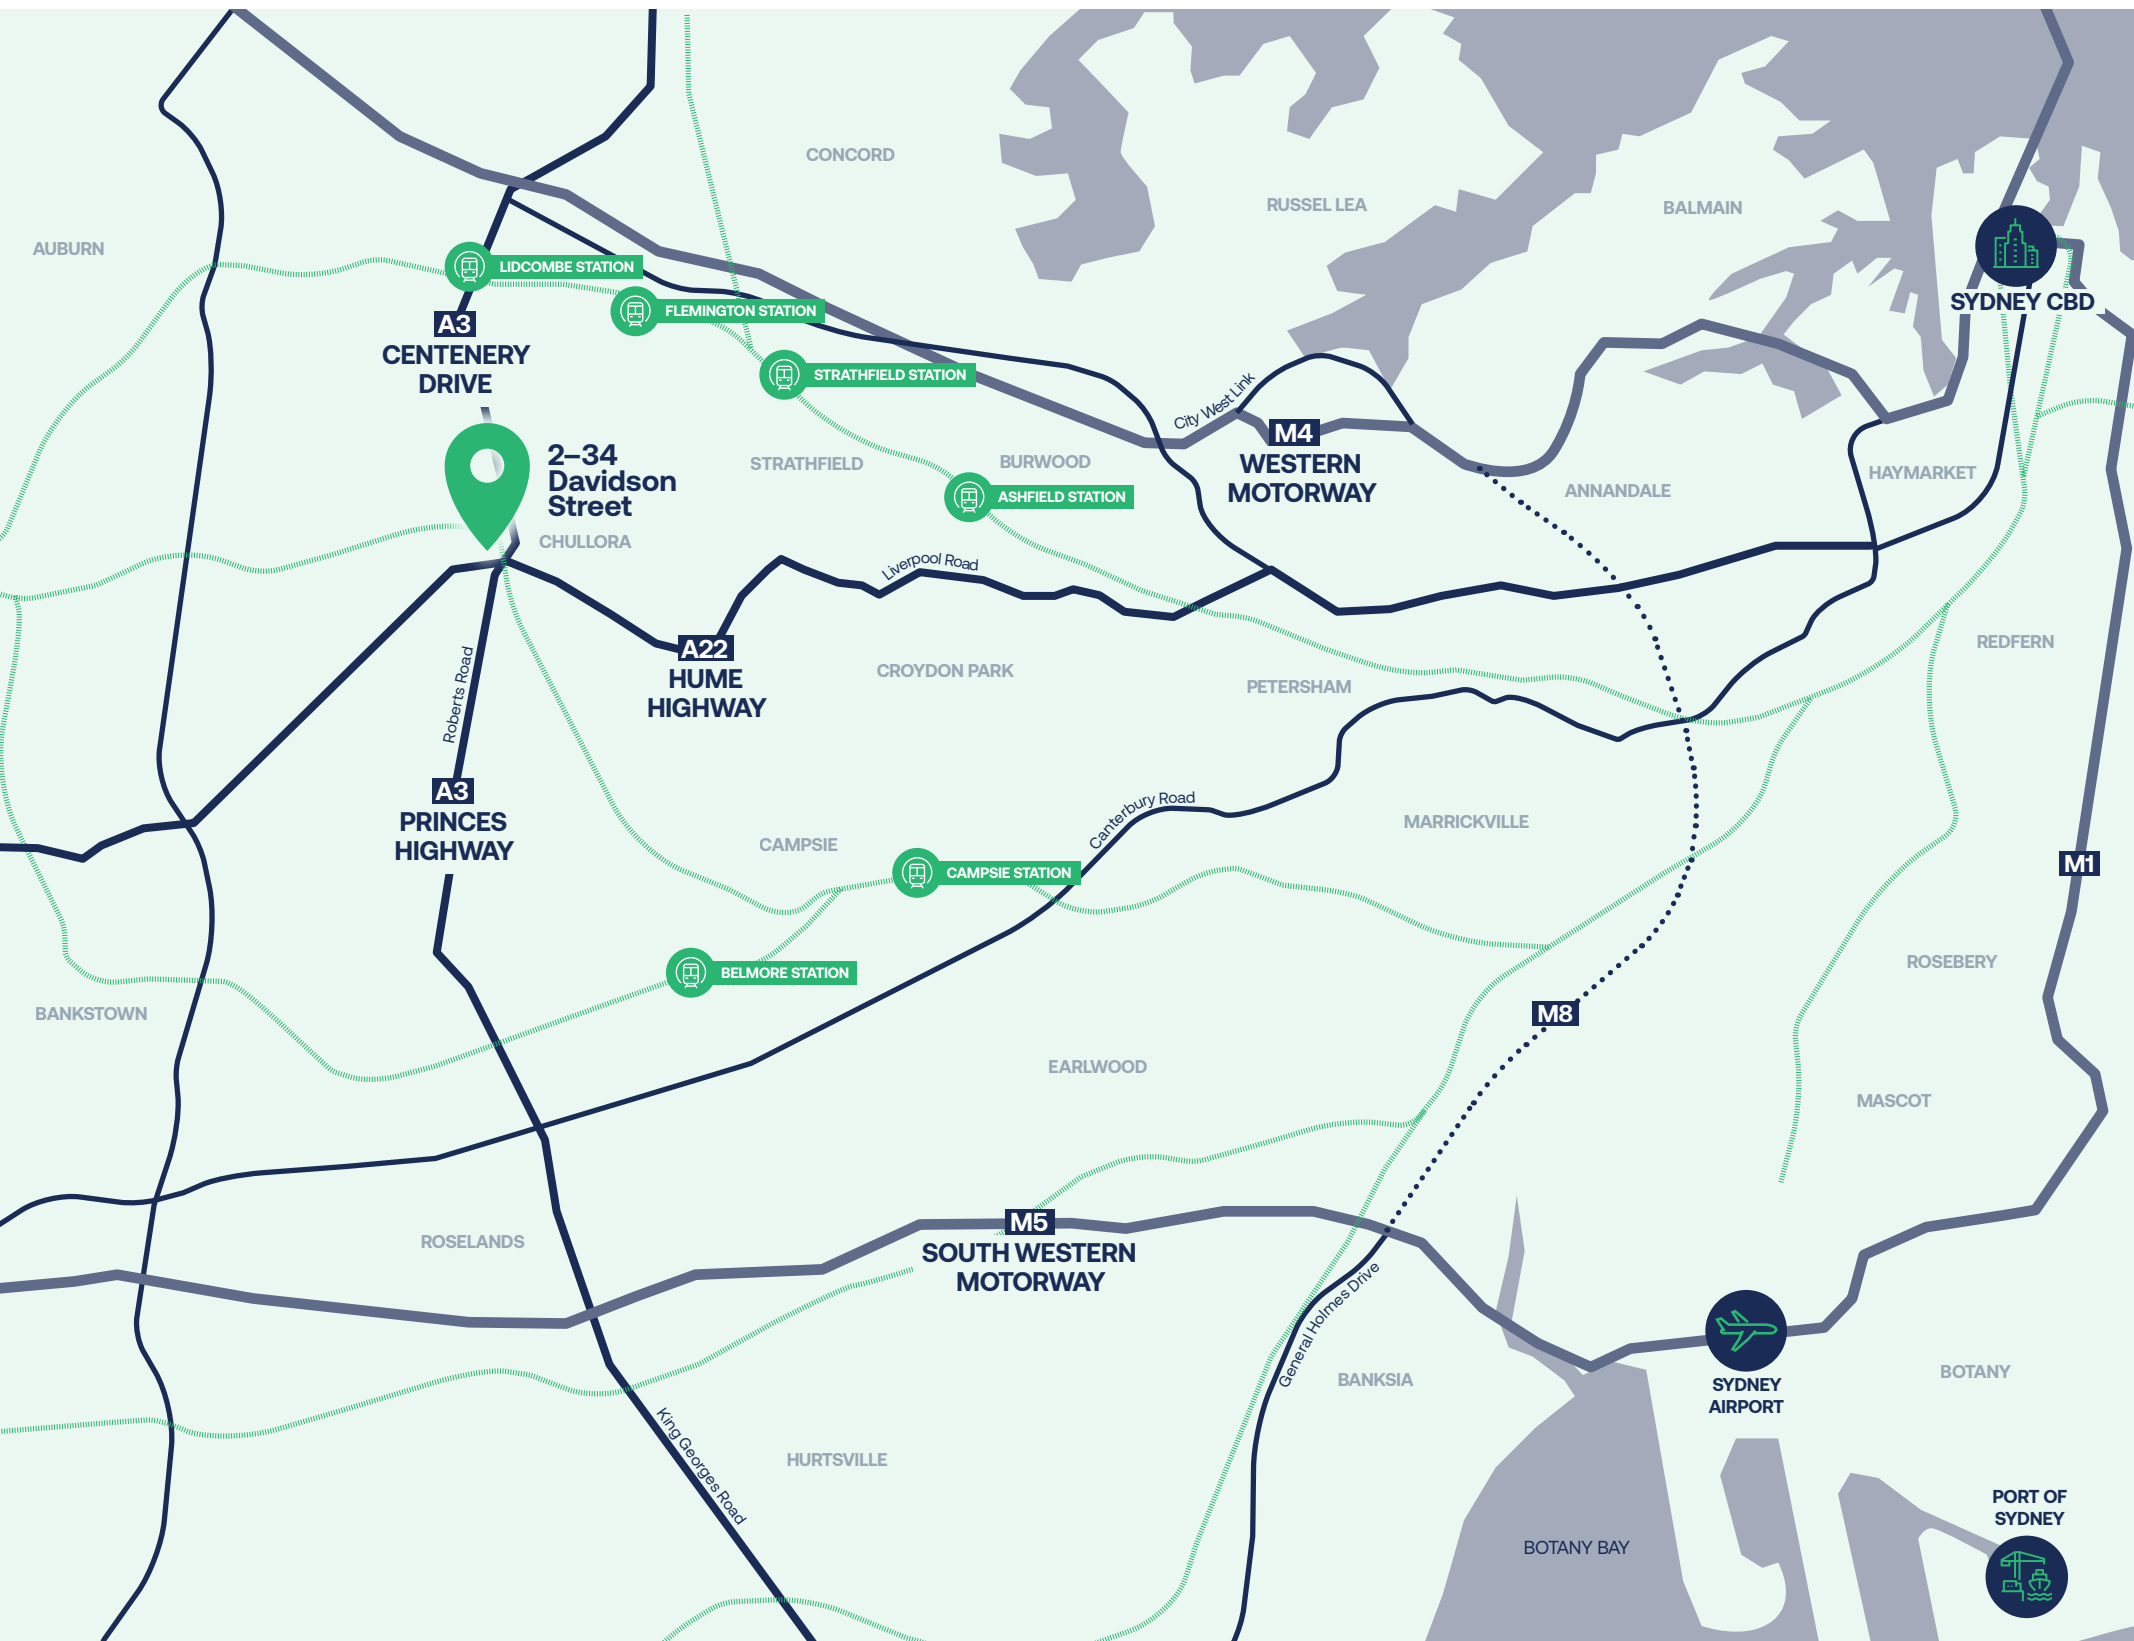 CONCORD
RUSSEL LEA
BALMAIN
AUBURN
LIDCOMBE STATION
FLEMINGTON STATION
SYDNEY CBD
A3
CENTENERY
DRIVE
STRATHFIELD STATION
City West Link
M4
WESTERN
MOTORWAY
2–34
Davidson
Street
STRATHFIELD
BURWOOD
HAYMARKET
ANNANDALE
ASHFIELD STATION
CHULLORA
Liverpool Road
A22
HUME
HIGHWAY
CROYDON PARK
PETERSHAM
REDFERN
Roberts Road
A3
PRINCES
HIGHWAY
Canterbury Road
MARRICKVILLE
CAMPSIE
M1
CAMPSIE STATION
BELMORE STATION
ROSEBERY
BANKSTOWN
M8
EARLWOOD
MASCOT
M5
SOUTH WESTERN
MOTORWAY
ROSELANDS
General Holmes Drive
BANKSIA
SYDNEY
AIRPORT
BOTANY
King Georges Road
HURTSVILLE
PORT OF
SYDNEY
BOTANY BAY